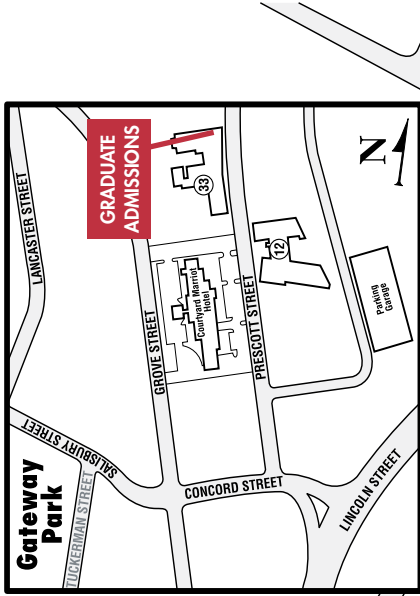 Gateway
Park
TUCKERMAN STREET
SALISBURY STREET
LANCASTER STREET
GRADUATE
ADMISSIONS
GROVE STREET
33
Courtyard Marriot
Hotel
PRESCOTT STREET
12
CONCORD STREET
LINCOLN STREET
Parking
Garage
N